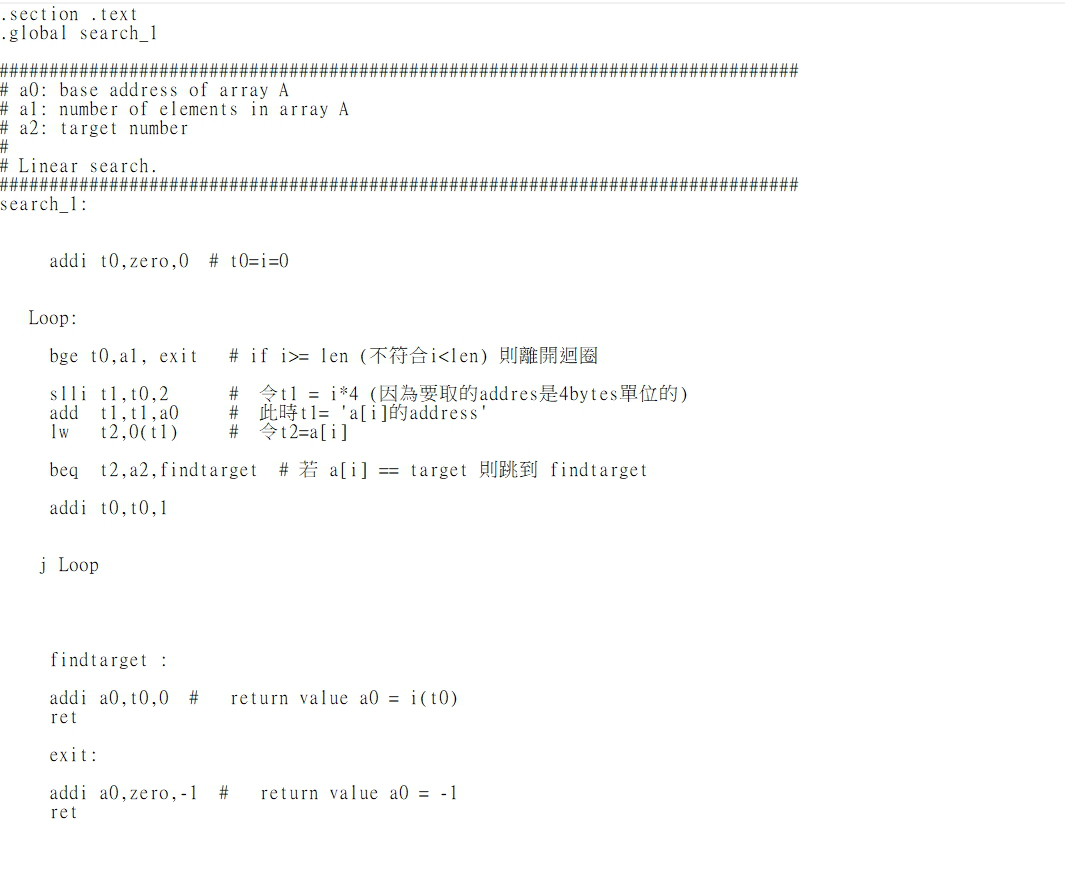 .section .text
.global search_1
################################################################################
# a0: base address of array A
# a1: number of elements in array A
# a2: target number
#
# Linear search.
################################################################################
search_1:
addi t0,zero,0  # t0=i=0
Loop:
bge t0,a1, exit   # if i>= len (不符合i<len) 則離開迴圈
slli t1,t0,2      #  令t1 = i*4 (因為要取的addres是4bytes單位的)
add  t1,t1,a0     #  此時t1= 'a[i]的address'
lw   t2,0(t1)     #  令t2=a[i]
beq  t2,a2,findtarget  # 若 a[i] == target 則跳到 findtarget
addi t0,t0,1
j Loop
findtarget :
addi a0,t0,0  #   return value a0 = i(t0)
ret
exit:
addi a0,zero,-1  #   return value a0 = -1
ret